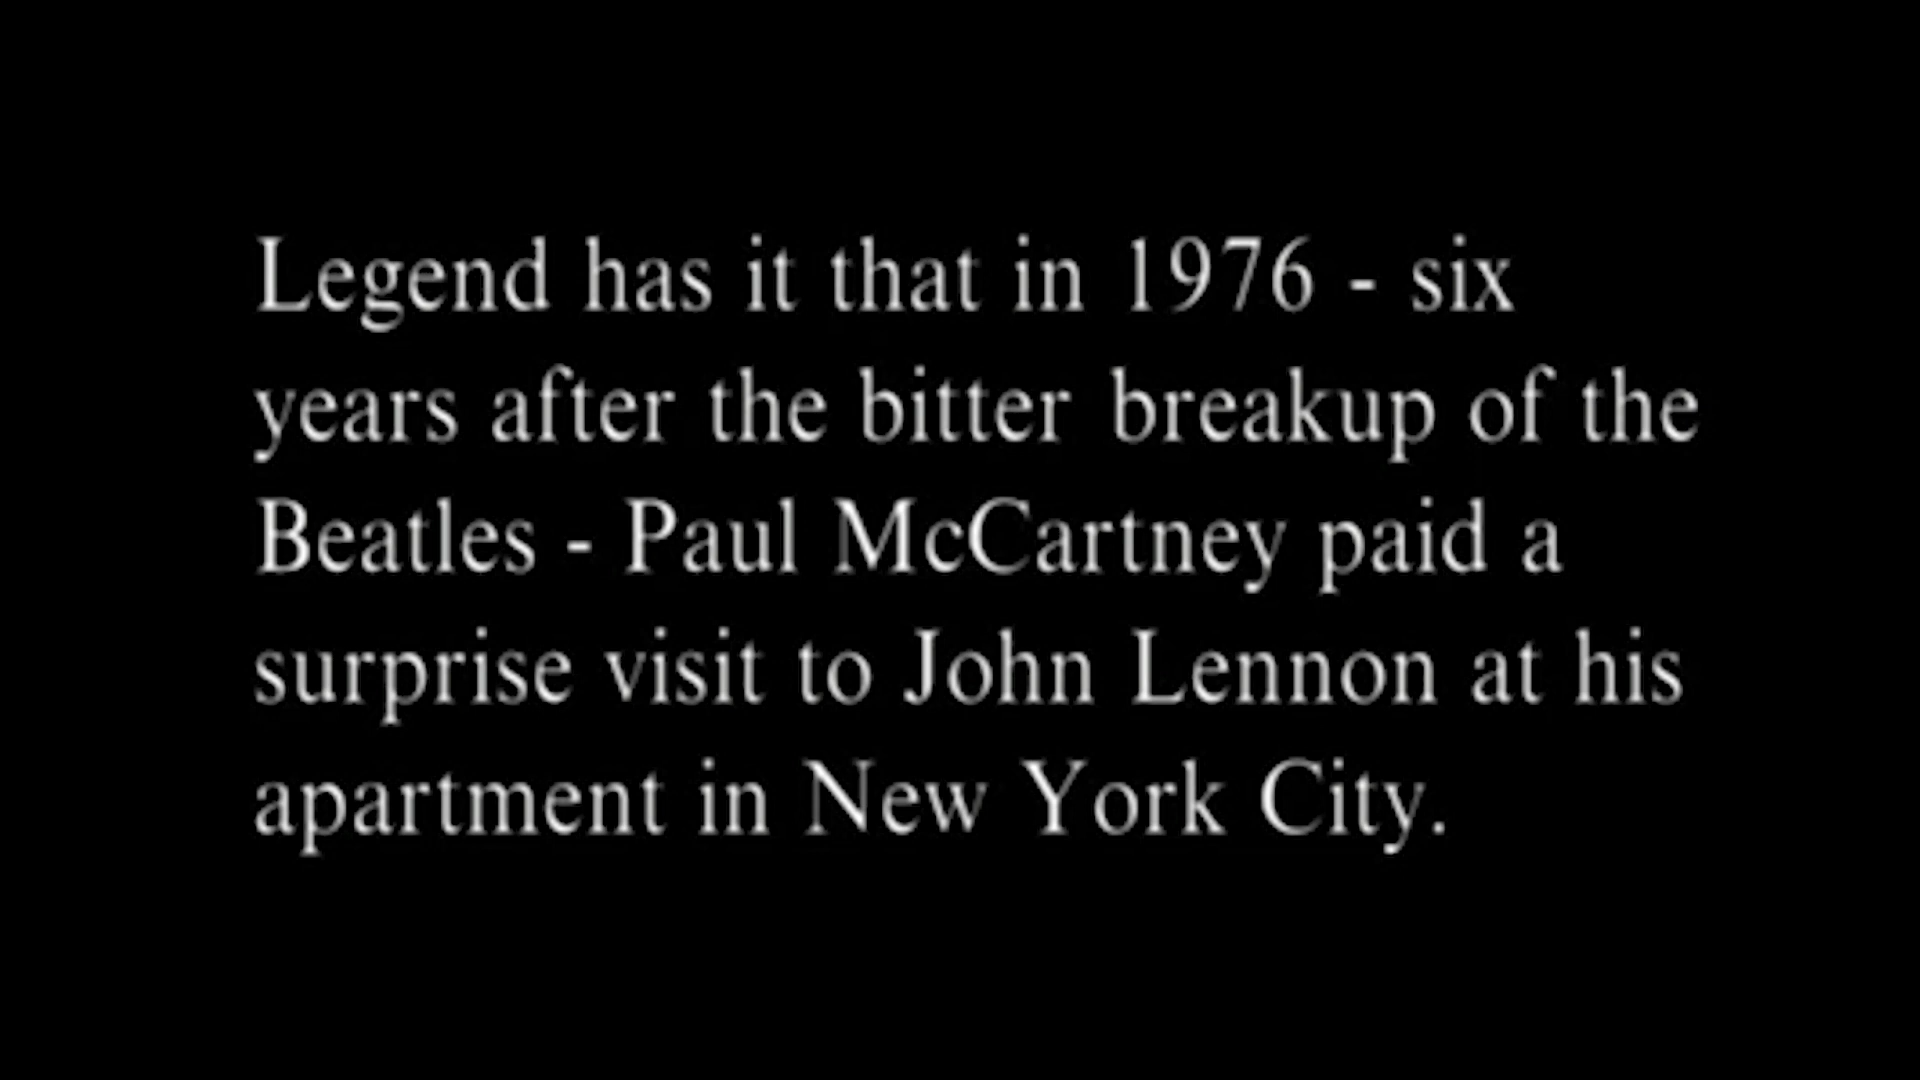 Legend has it that in 1976 - six
years after the bitter breakup of the
Beatles - Paul McCartney paid a
surprise visit to John Lennon at his
apartment in New York City.